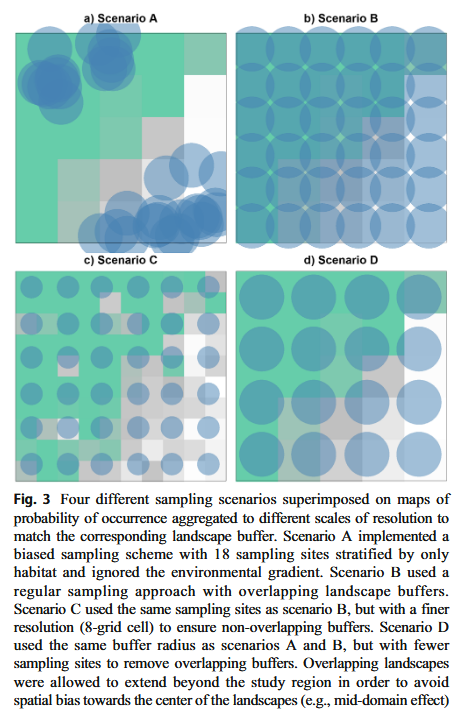 a) Scenario A
b) Scenario B
c) Scenario C
d) Scenario D
Fig. 3 Four different sampling scenarios superimposed on maps of
probability of occurrence aggregated to different scales of resolution to
match the corresponding landscape buffer. Scenario A implemented a
biased sampling scheme with 18 sampling sites stratified by only
habitat and ignored the environmental gradient. Scenario B used a
regular sampling approach with overlapping landscape buffers.
Scenario C used the same sampling sites as scenario B, but with a finer
resolution (8-grid cell) to ensure non-overlapping buffers. Scenario D
used the same buffer radius as scenarios A and B, but with fewer
sampling sites to remove overlapping buffers. Overlapping landscapes
were allowed to extend beyond the study region in order to avoid
spatial bias towards the center of the landscapes (e.g., mid-domain effect)